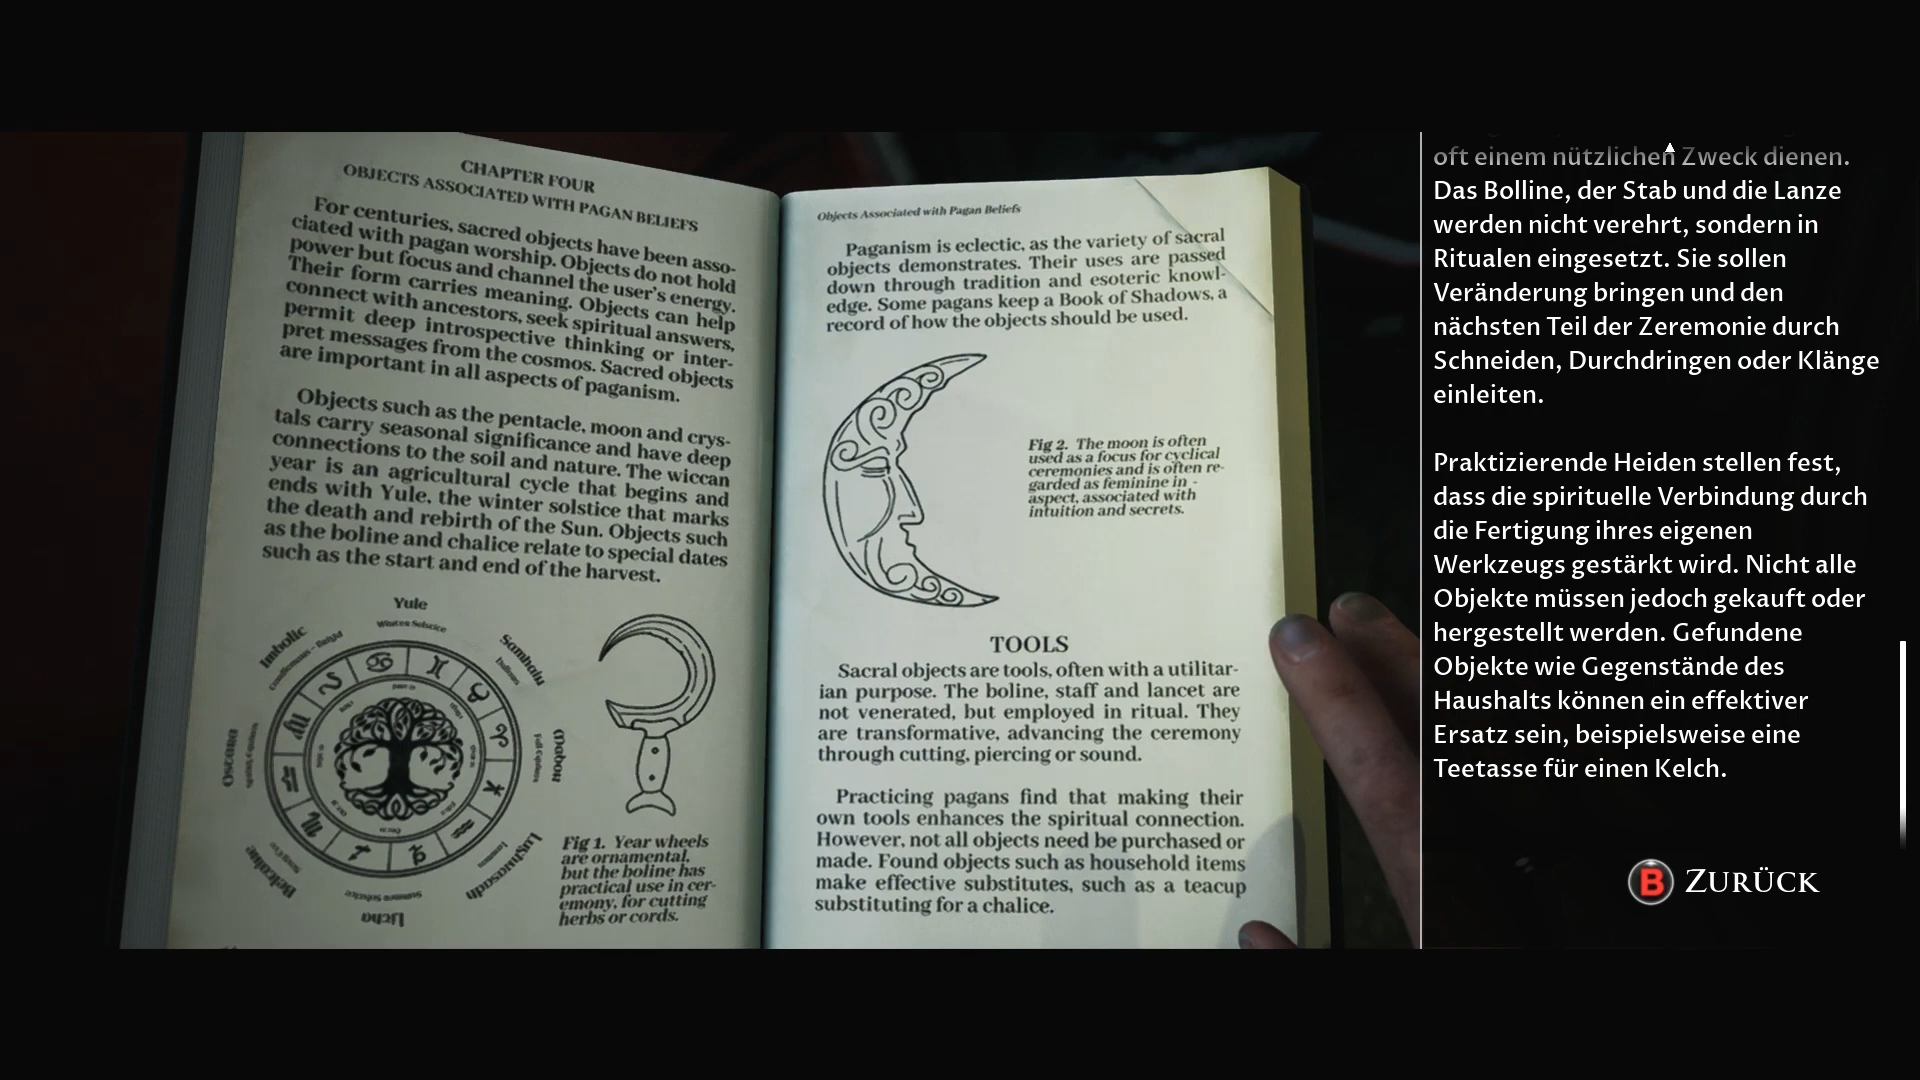 CHAPTER FOUR
OBJECTS ASSOCIATED WITH PAGAN BELIEFS
For centuries, sacred objects have been asso-
ciated with pagan worship. Objects do not hold
power but focus and channel the user's energy.
Their form carries meaning. Objects can help
connect with ancestors, seek spiritual answers,
permit deep introspective thinking or inter-
pret messages from the cosmos. Sacred objects
are important in all aspects of paganism.
Objects such as the pentacle, moon and crys-
tals carry seasonal significance and have deep
connections to the soil and nature. The wiccan
year is an agricultural cycle that begins and
ends with Yule, the winter solstice that marks
the death and rebirth of the Sun. Objects such
as the boline and chalice relate to special dates
such as the start and end of the harvest.
Yule
Winter Solstice
Imbolic
Samhain
Ostara
Mabon
Beltaine
Lughnasadh
Summer Solstice
Litha
Fig 1. Year wheels
are ornamental,
but the boline has
practical use in cer-
emony, for cutting
herbs or cords.
Objects Associated with Pagan Beliefs
Paganism is eclectic, as the variety of sacral
objects demonstrates. Their uses are passed
down through tradition and esoteric knowl-
edge. Some pagans keep a Book of Shadows, a
record of how the objects should be used.
Fig 2. The moon is often
used as a focus for cyclical
ceremonies and is often re-
garded as feminine in -
aspect, associated with
intuition and secrets.
TOOLS
Sacral objects are tools, often with a utilitar-
ian purpose. The boline, staff and lancet are
not venerated, but employed in ritual. They
are transformative, advancing the ceremony
through cutting, piercing or sound.
Practicing pagans find that making their
own tools enhances the spiritual connection.
However, not all objects need be purchased or
made. Found objects such as household items
make effective substitutes, such as a teacup
substituting for a chalice.
oft einem nützlichen Zweck dienen.
Das Bolline, der Stab und die Lanze
werden nicht verehrt, sondern in
Ritualen eingesetzt. Sie sollen
Veränderung bringen und den
nächsten Teil der Zeremonie durch
Schneiden, Durchdringen oder Klänge
einleiten.
Praktizierende Heiden stellen fest,
dass die spirituelle Verbindung durch
die Fertigung ihres eigenen
Werkzeugs gestärkt wird. Nicht alle
Objekte müssen jedoch gekauft oder
hergestellt werden. Gefundene
Objekte wie Gegenstände des
Haushalts können ein effektiver
Ersatz sein, beispielsweise eine
Teetasse für einen Kelch.
B ZURÜCK